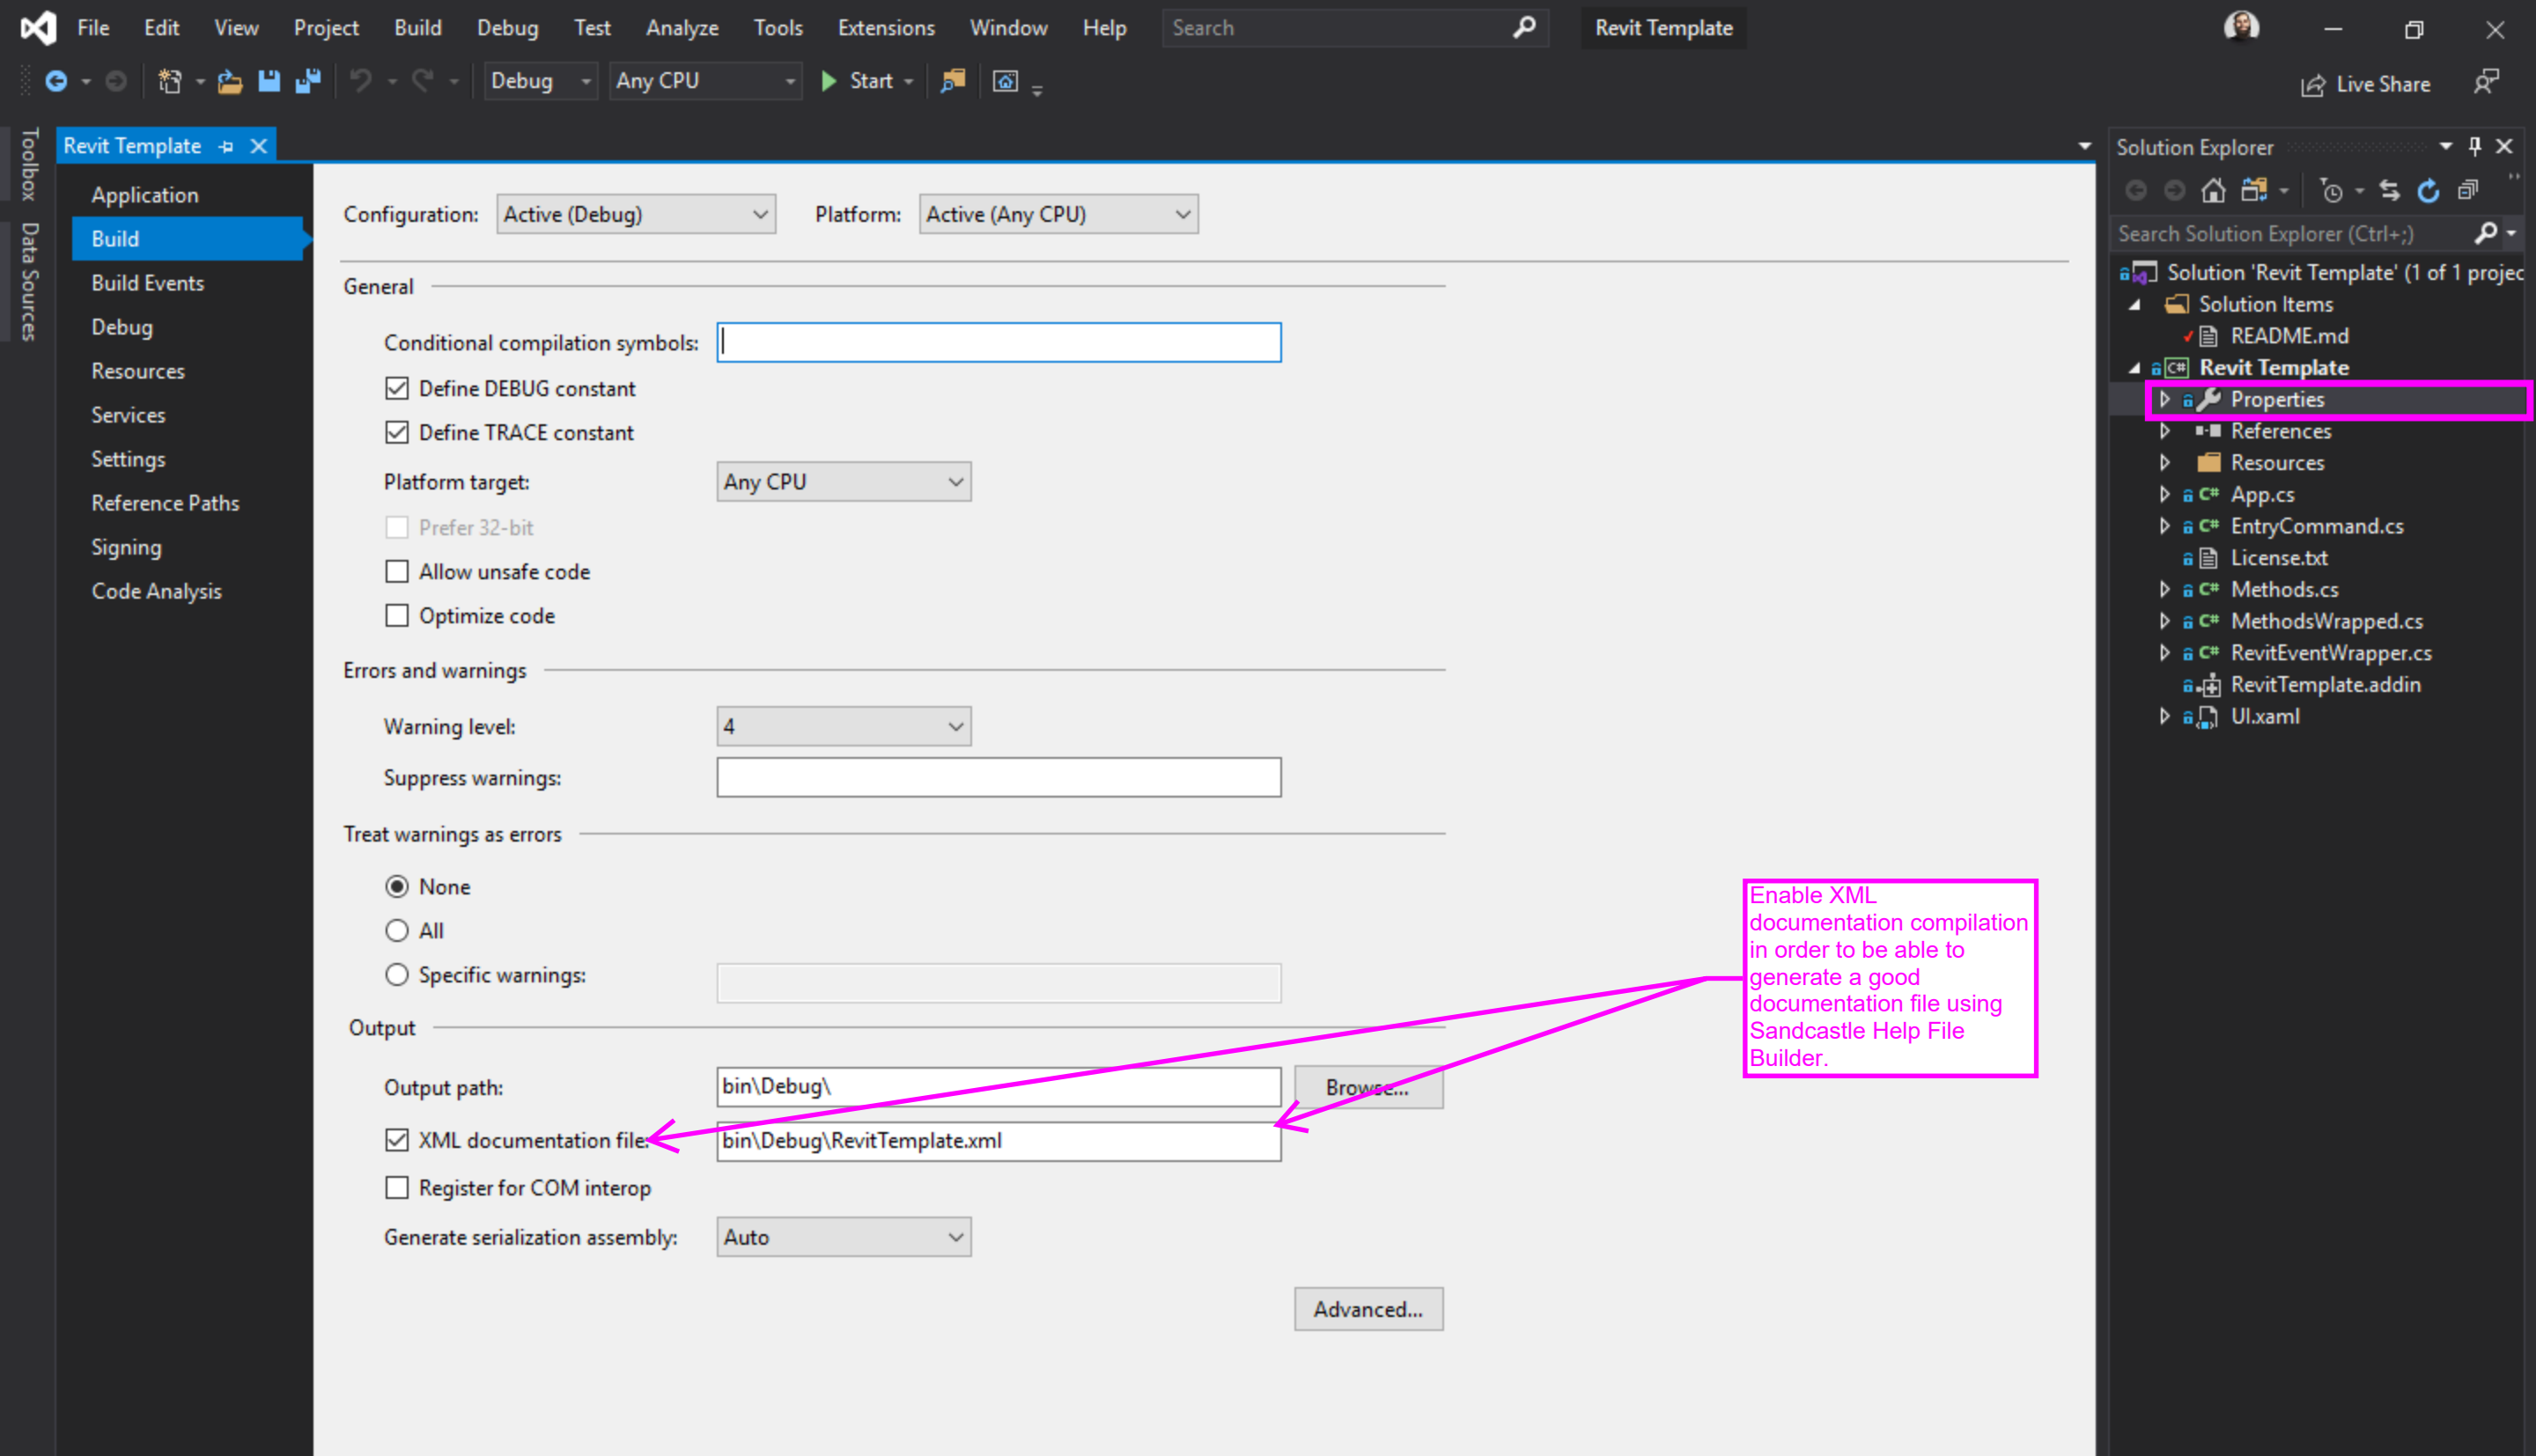 File Edit View Project Build Debug Test Analyze Tools Extensions Window Help Search Revit Template
Debug Any CPU Start Live Share
Toolbox
Data Sources
Revit Template
Application
Build
Build Events
Debug
Resources
Services
Settings
Reference Paths
Signing
Code Analysis
Configuration: Active (Debug) Platform: Active (Any CPU)
General
Conditional compilation symbols:
Define DEBUG constant
Define TRACE constant
Platform target: Any CPU
Prefer 32-bit
Allow unsafe code
Optimize code
Errors and warnings
Warning level: 4
Suppress warnings:
Treat warnings as errors
None
All
Specific warnings:
Output
Output path: bin\Debug\ Browse...
XML documentation file: bin\Debug\RevitTemplate.xml
Register for COM interop
Generate serialization assembly: Auto
Advanced...
Enable XML
documentation compilation
in order to be able to
generate a good
documentation file using
Sandcastle Help File
Builder.
Solution Explorer
Search Solution Explorer (Ctrl+;)
Solution 'Revit Template' (1 of 1 projec
Solution Items
README.md
C# Revit Template
Properties
References
Resources
C# App.cs
C# EntryCommand.cs
License.txt
C# Methods.cs
C# MethodsWrapped.cs
C# RevitEventWrapper.cs
RevitTemplate.addin
UI.xaml